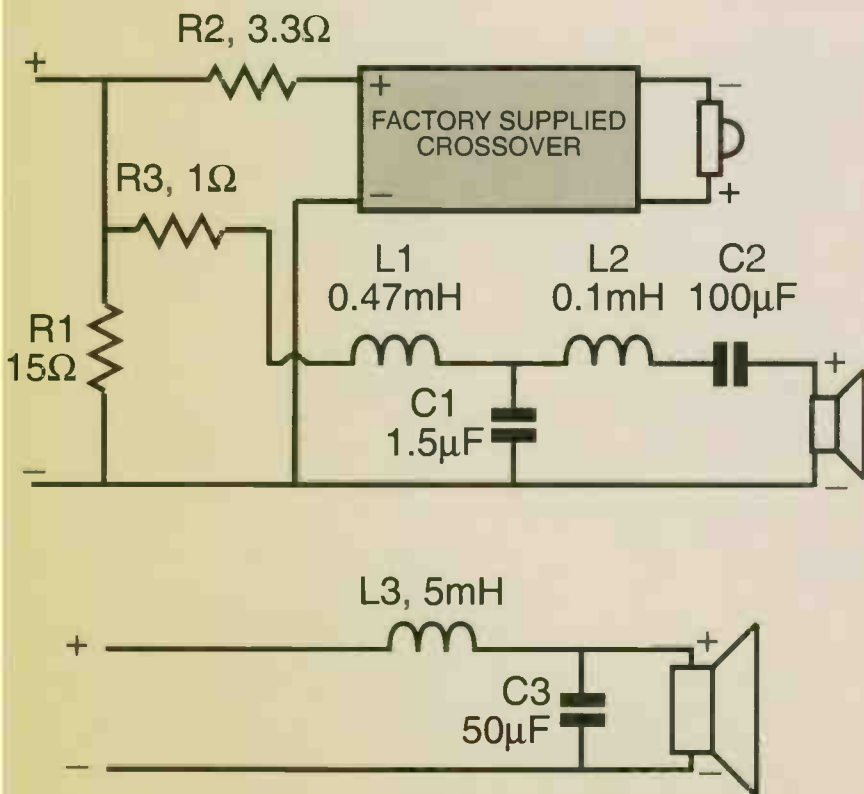 R2, 3.3Ω
+
+
−
FACTORY SUPPLIED
CROSSOVER
R3, 1Ω
−
+
L1
0.47mH
L2
0.1mH
C2
100μF
R1
15Ω
C1
1.5μF
+
−
−
L3, 5mH
+
+
C3
50μF
−
−